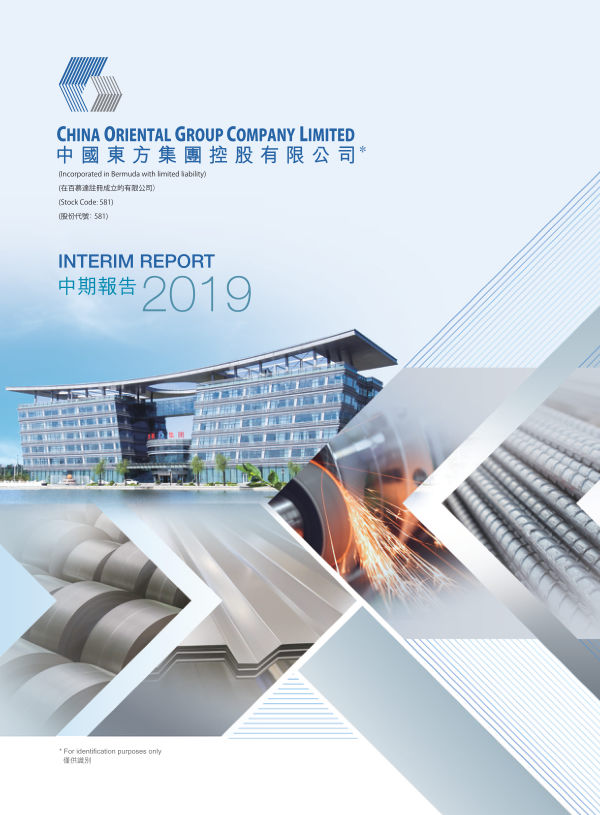 CHINA ORIENTAL GROUP COMPANY LIMITED
中國東方集團控股有限公司*
(Incorporated in Bermuda with limited liability)
(在百慕達註冊成立的有限公司)
(Stock Code: 581)
(股份代號：581)
INTERIM REPORT
中期報告 2019
* For identification purposes only
僅供識別